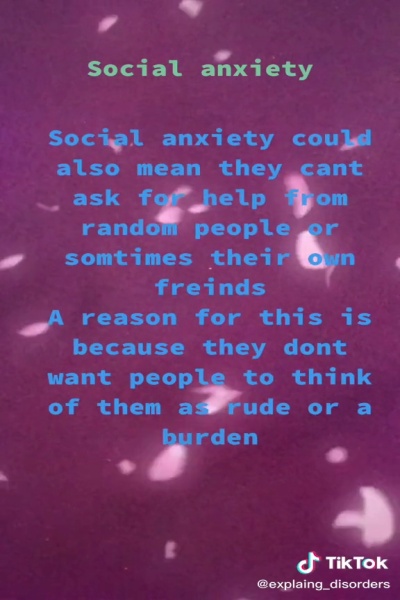 Social anxiety
Social anxiety could
also mean they cant
ask for help from
random people or
somtimes their own
freinds
A reason for this is
because they dont
want people to think
of them as rude or a
burden
TikTok
@explaing_disorders